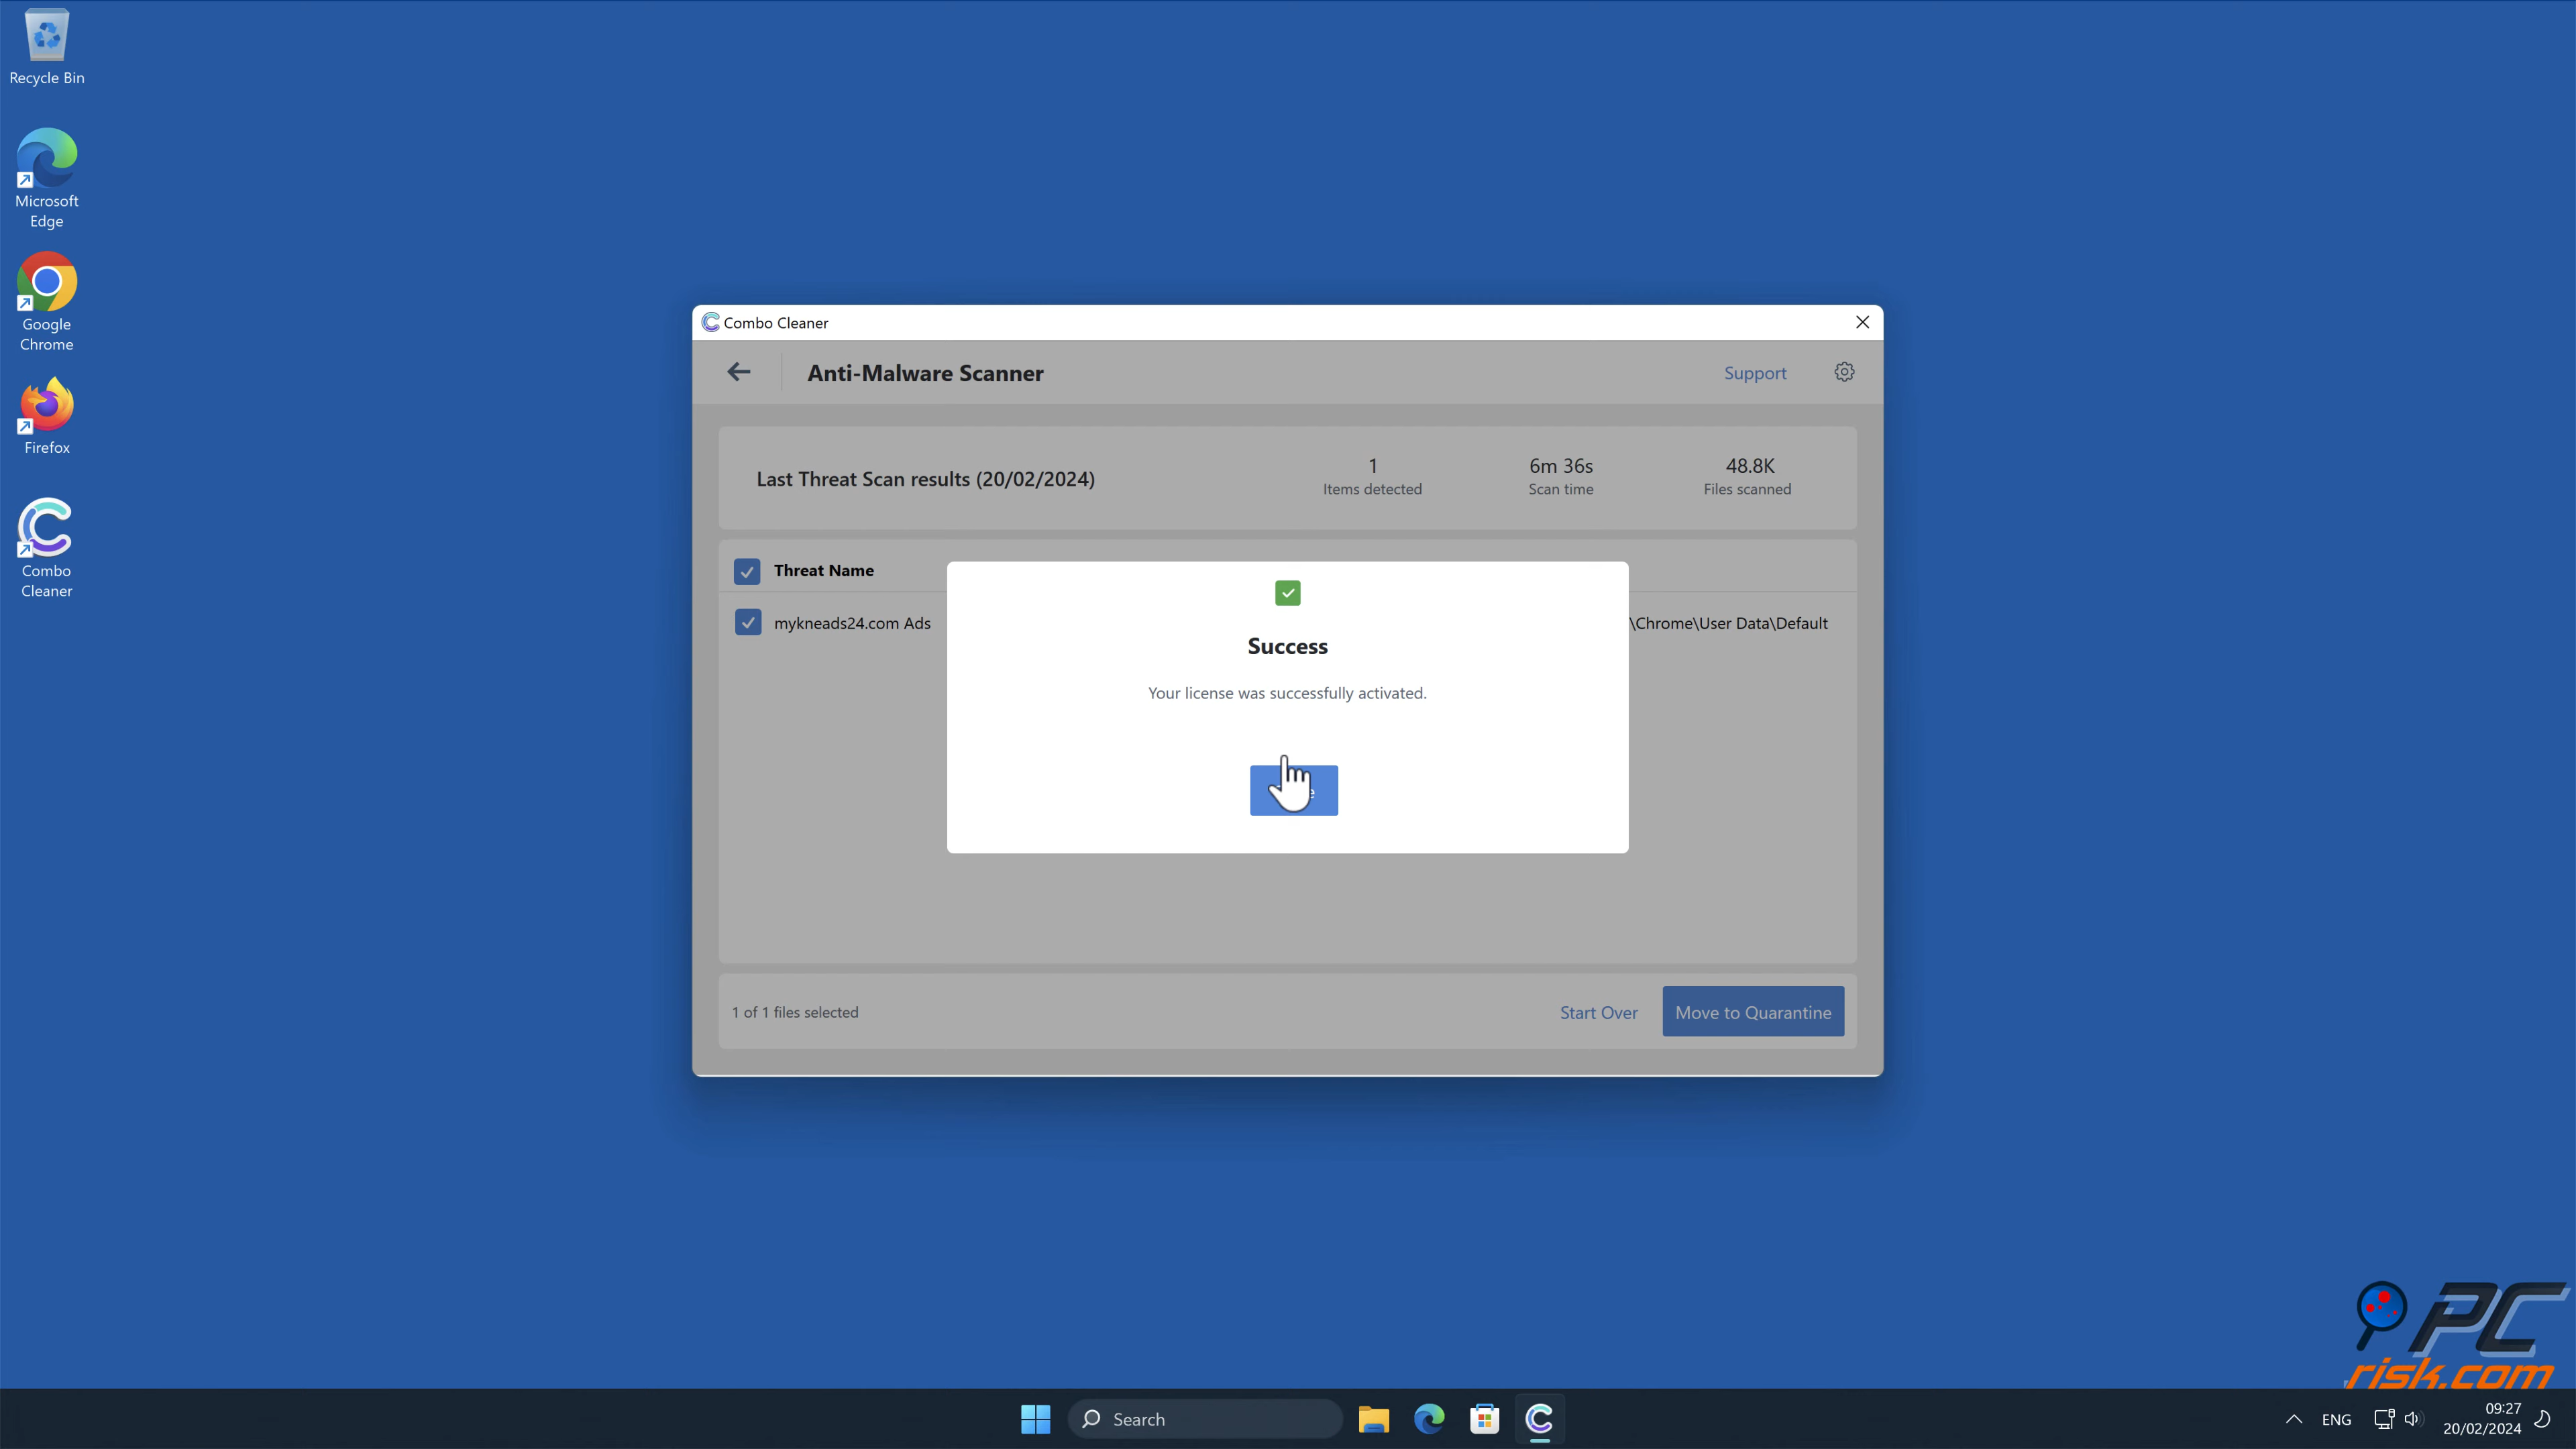 Recycle Bin
Microsoft
Edge
Google
Chrome
Firefox
Combo
Cleaner
Combo Cleaner
Anti-Malware Scanner
Support
Last Threat Scan results (20/02/2024)
1
Items detected
6m 36s
Scan time
48.8K
Files scanned
Threat Name
mykneads24.com Ads
\Chrome\User Data\Default
Success
Your license was successfully activated.
1 of 1 files selected
Start Over
Move to Quarantine
PC
risk.com
Search
ENG
09:27
20/02/2024